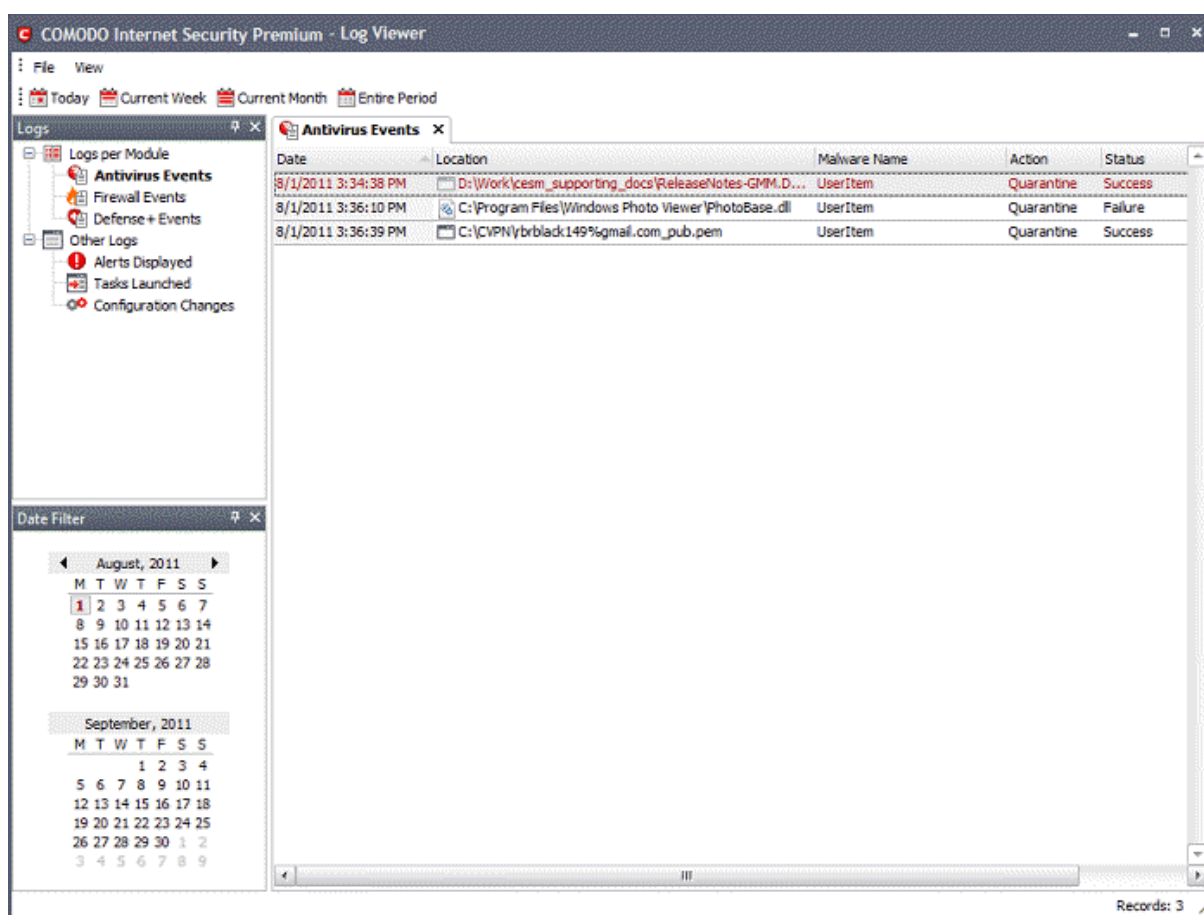 COMODO Internet Security Premium - Log Viewer
File View
Today Current Week Current Month Entire Period
Logs
Logs per Module
Antivirus Events
Firewall Events
Defense + Events
Other Logs
Alerts Displayed
Tasks Launched
Configuration Changes
Antivirus Events
Date Location Malware Name Action Status
8/1/2011 3:34:38 PM D:\Work\cesm_supporting_docs\ReleaseNotes-GMM.D... UserItem Quarantine Success
8/1/2011 3:36:10 PM C:\Program Files\Windows Photo Viewer\PhotoBase.dll UserItem Quarantine Failure
8/1/2011 3:36:39 PM C:\CVPN\rbrblack149%gmail.com_pub.pem UserItem Quarantine Success
Date Filter
August, 2011
M T W T F S S
1 2 3 4 5 6 7
8 9 10 11 12 13 14
15 16 17 18 19 20 21
22 23 24 25 26 27 28
29 30 31
September, 2011
M T W T F S S
1 2 3 4
5 6 7 8 9 10 11
12 13 14 15 16 17 18
19 20 21 22 23 24 25
26 27 28 29 30 1 2
3 4 5 6 7 8 9
Records: 3